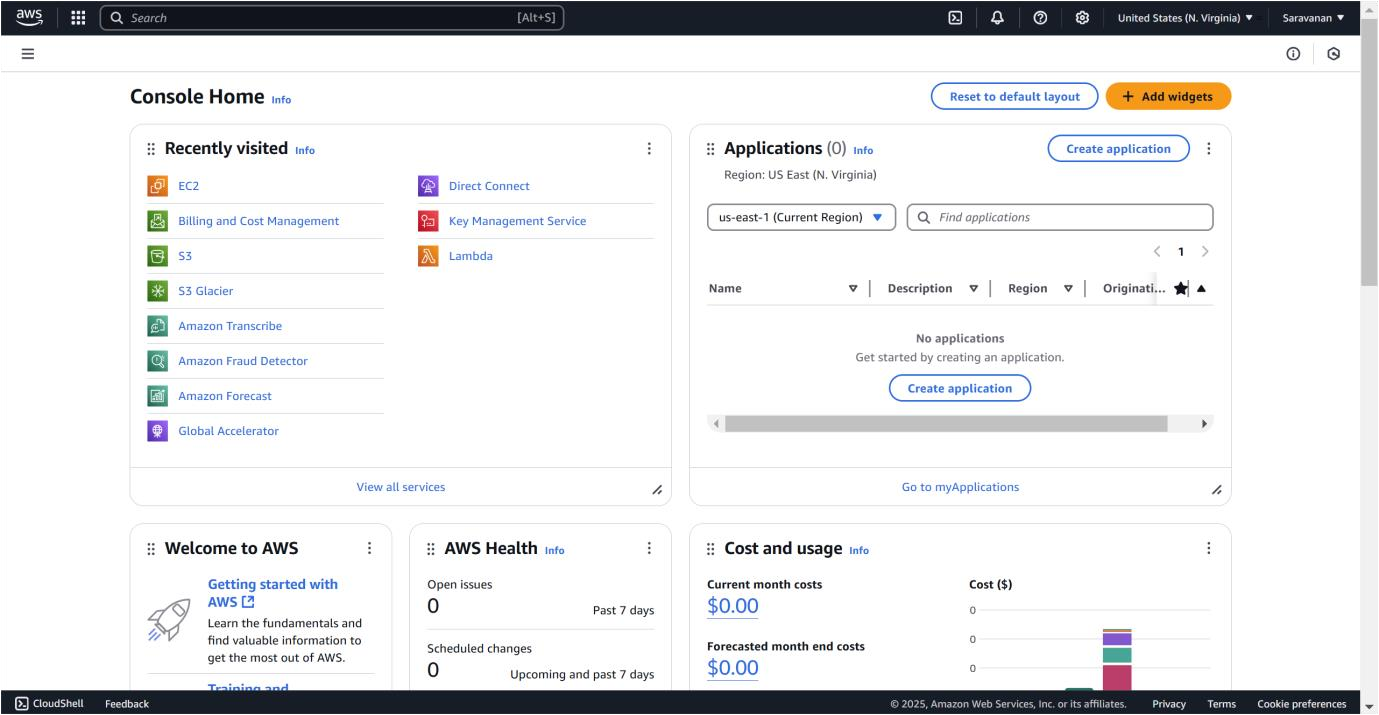 aws
Search [Alt+S]
United States (N. Virginia)
Saravanan
Console Home Info
Reset to default layout
+ Add widgets
Recently visited Info
EC2
Billing and Cost Management
S3
S3 Glacier
Amazon Transcribe
Amazon Fraud Detector
Amazon Forecast
Global Accelerator
Direct Connect
Key Management Service
Lambda
View all services
Applications (0) Info
Create application
Region: US East (N. Virginia)
us-east-1 (Current Region)
Find applications
1
Name Description Region Originati...
No applications
Get started by creating an application.
Create application
Go to myApplications
Welcome to AWS
Getting started with
AWS
Learn the fundamentals and
find valuable information to
get the most out of AWS.
Training and
AWS Health Info
Open issues
0 Past 7 days
Scheduled changes
0 Upcoming and past 7 days
Cost and usage Info
Current month costs
$0.00
Forecasted month end costs
$0.00
Cost ($)
0
0
0
CloudShell Feedback © 2025, Amazon Web Services, Inc. or its affiliates. Privacy Terms Cookie preferences